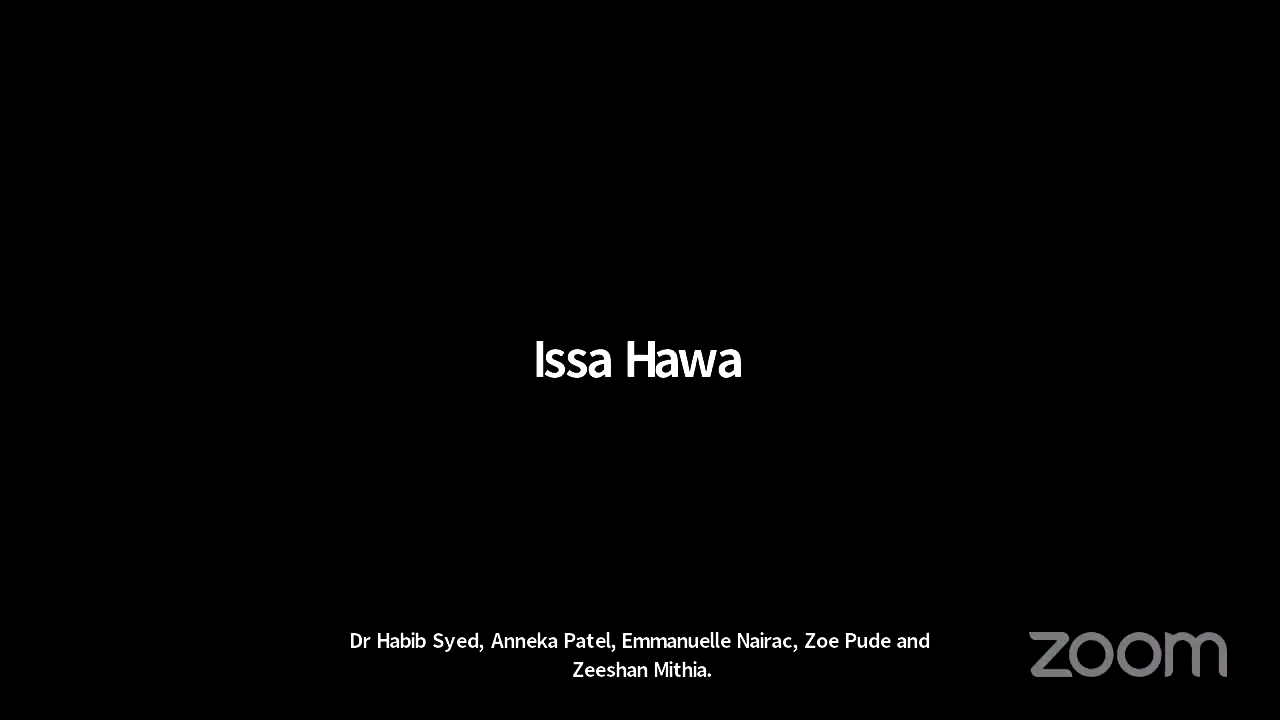 Issa Hawa
Dr Habib Syed, Anneka Patel, Emmanuelle Nairac, Zoe Pude and
Zeeshan Mithia.
zoom